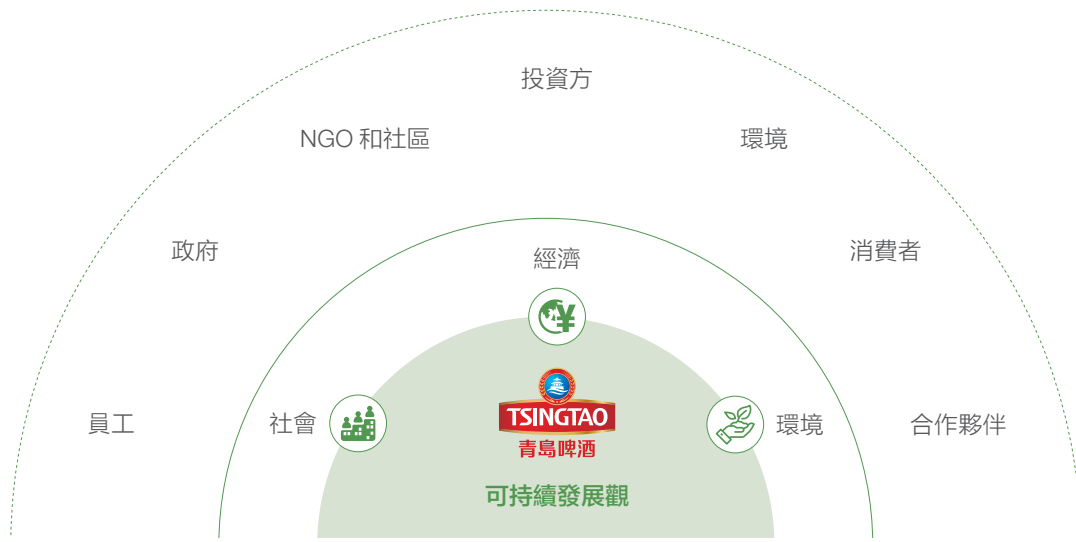 投資方
NGO 和社區
環境
政府
消費者
經濟
員工
社會
TSINGTAO
青島啤酒
環境
合作夥伴
可持續發展觀